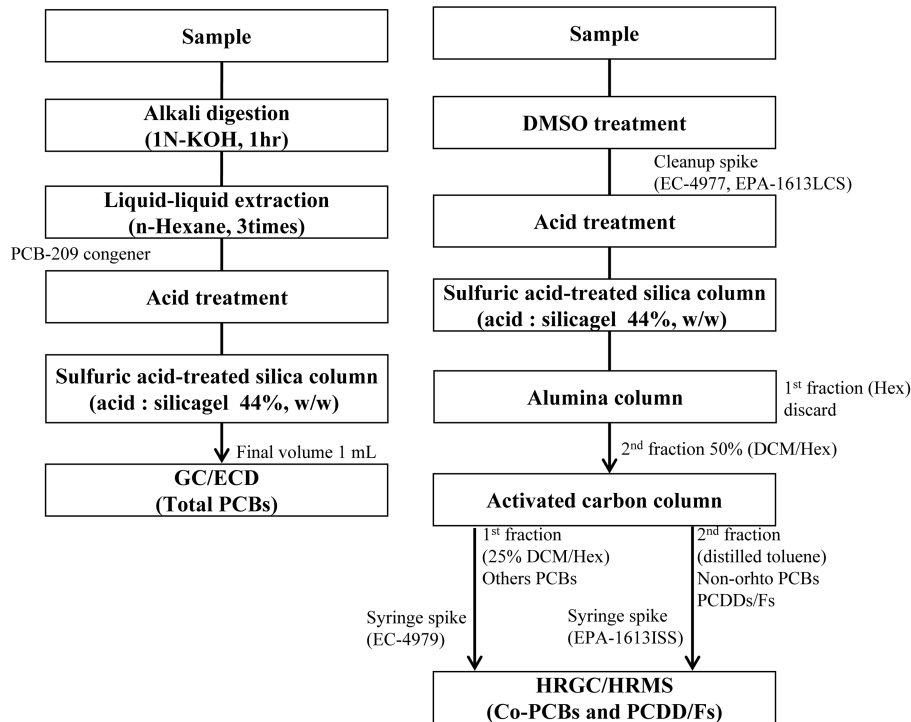 Sample
Alkali digestion
(1N-KOH, 1hr)
Liquid-liquid extraction
(n-Hexane, 3times)
PCB-209 congener
Acid treatment
Sulfuric acid-treated silica column
(acid : silicagel  44%, w/w)
Final volume 1 mL
GC/ECD
(Total PCBs)
Sample
DMSO treatment
Cleanup spike
(EC-4977, EPA-1613LCS)
Acid treatment
Sulfuric acid-treated silica column
(acid : silicagel  44%, w/w)
Alumina column
1st fraction (Hex)
discard
2nd fraction 50% (DCM/Hex)
Activated carbon column
1st fraction
(25% DCM/Hex)
Others PCBs
Syringe spike
(EC-4979)
2nd fraction
(distilled toluene)
Non-orhto PCBs
PCDDs/Fs
Syringe spike
(EPA-1613ISS)
HRGC/HRMS
(Co-PCBs and PCDD/Fs)